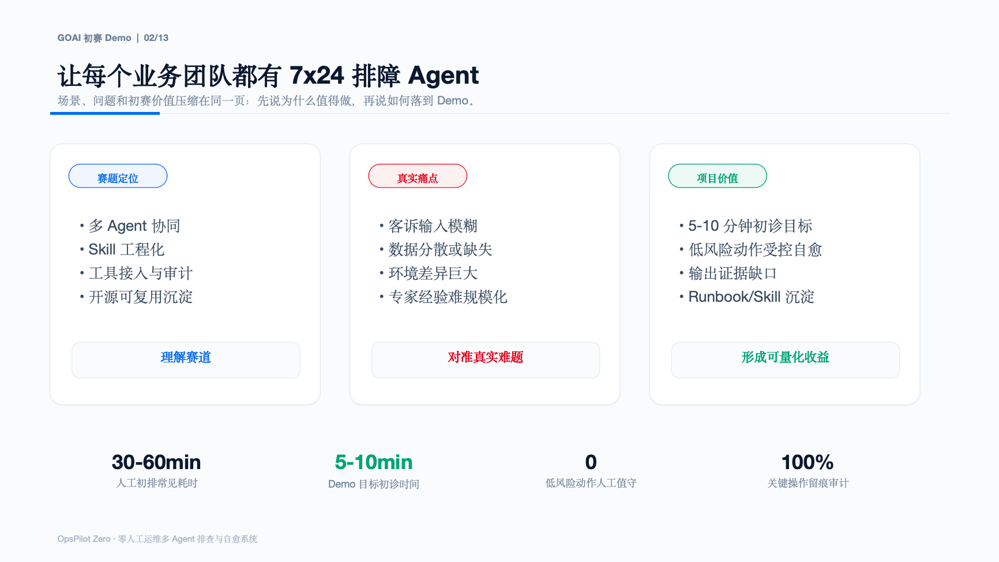 GOAI 初赛 Demo | 02/13
让每个业务团队都有 7x24 排障 Agent
场景、问题和初赛价值压缩在同一页：先说为什么值得做，再说如何落到 Demo。
赛题定位
• 多 Agent 协同
• Skill 工程化
• 工具接入与审计
• 开源可复用沉淀
理解赛道
真实痛点
• 客诉输入模糊
• 数据分散或缺失
• 环境差异巨大
• 专家经验难规模化
对准真实难题
项目价值
• 5-10 分钟初诊目标
• 低风险动作受控自愈
• 输出证据缺口
• Runbook/Skill 沉淀
形成可量化收益
30-60min
人工初排常见耗时
5-10min
Demo 目标初诊时间
0
低风险动作人工值守
100%
关键操作留痕审计
OpsPilot Zero · 零人工运维多 Agent 排查与自愈系统